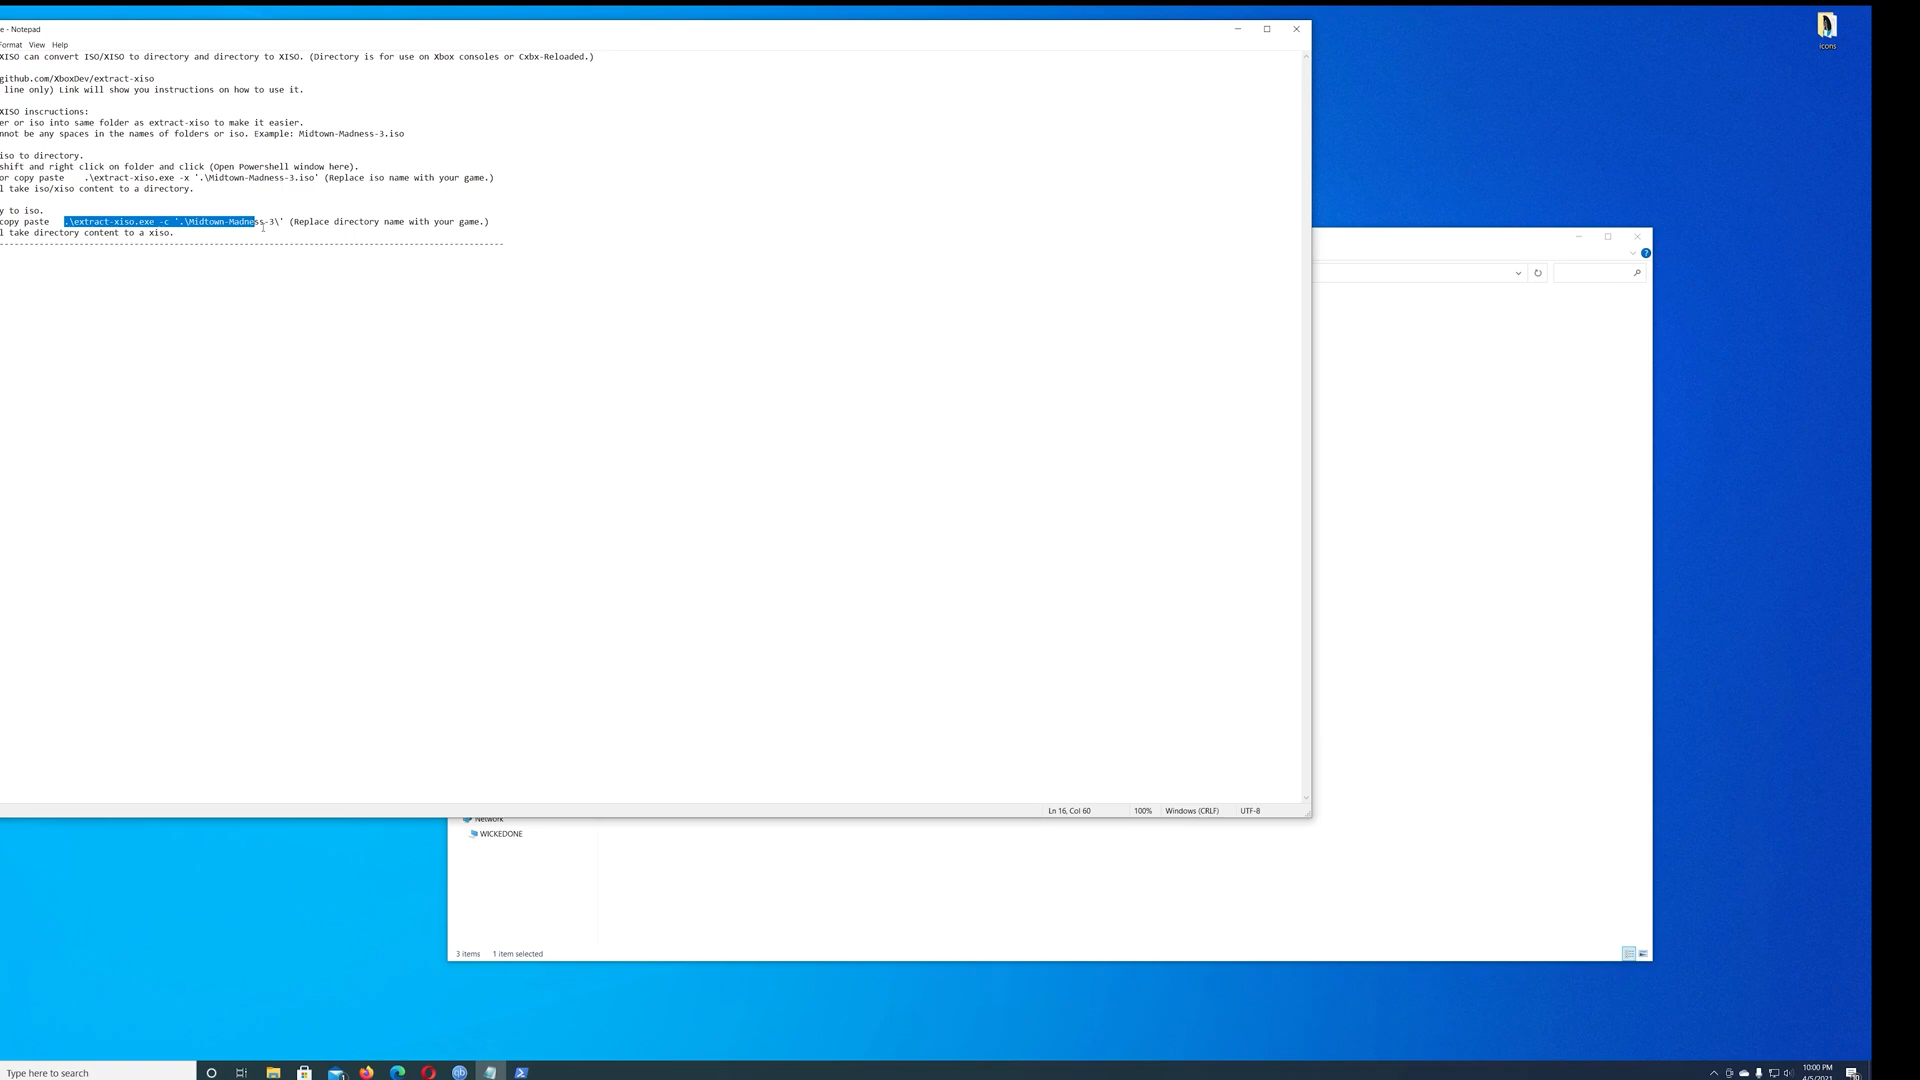 e - Notepad
Format View Help
XISO can convert ISO/XISO to directory and directory to XISO. (Directory is for use on Xbox consoles or Cxbx-Reloaded.)
github.com/XboxDev/extract-xiso
line only) Link will show you instructions on how to use it.
XISO inscructions:
er or iso into same folder as extract-xiso to make it easier.
nnot be any spaces in the names of folders or iso. Example: Midtown-Madness-3.iso
iso to directory.
shift and right click on folder and click (Open Powershell window here).
or copy paste .\extract-xiso.exe -x '.\Midtown-Madness-3.iso' (Replace iso name with your game.)
l take iso/xiso content to a directory.
y to iso.
copy paste .\extract-xiso.exe -c '.\Midtown-Madness-3\' (Replace directory name with your game.)
l take directory content to a xiso.
Ln 16, Col 60 100% Windows (CRLF) UTF-8
icons
Network
WICKEDONE
3 items 1 item selected
Type here to search
10:00 PM
4/5/2021